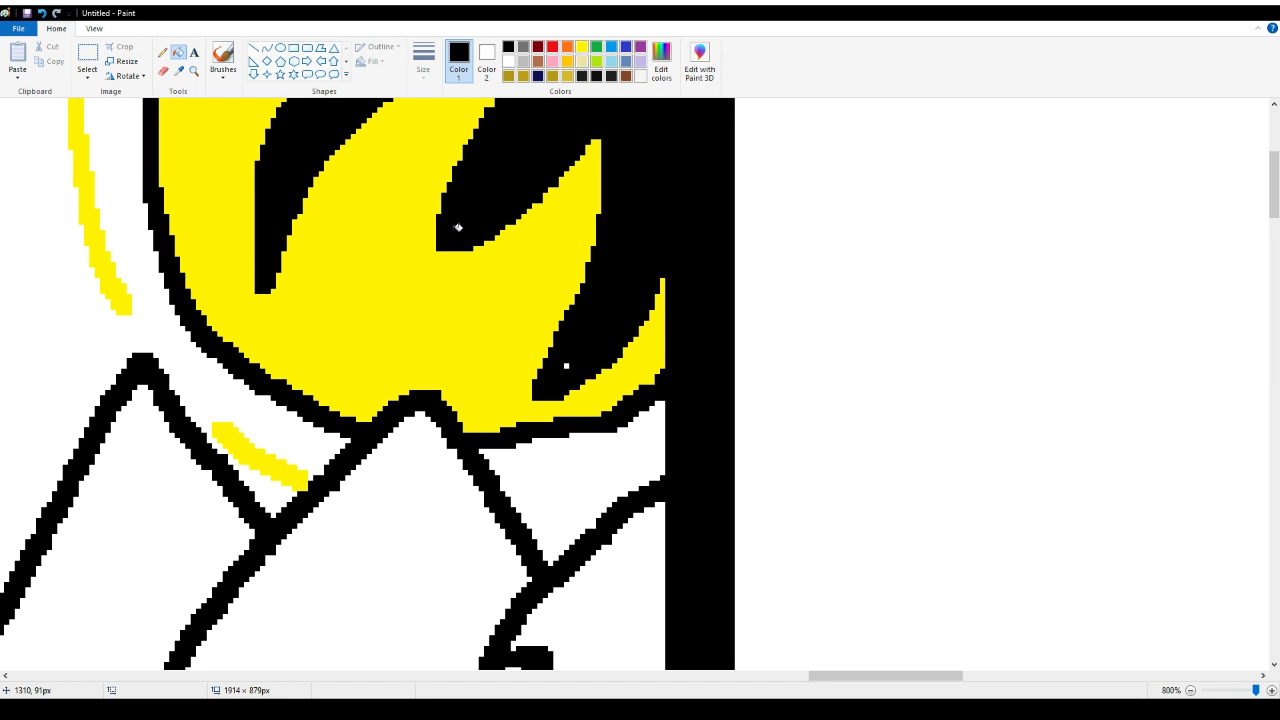 Untitled - Paint
File Home View
Paste
Cut
Copy
Clipboard
Select
Crop
Resize
Rotate
Image
A
Tools
Brushes
Outline
Fill
Shapes
Size
Color 1
Color 2
Edit colors
Colors
Edit with Paint 3D
1310, 91px
1914 × 879px
800%